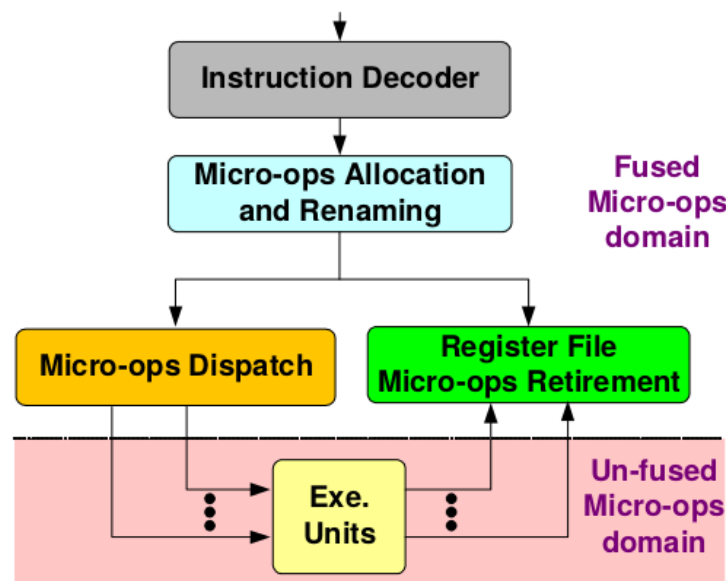 Instruction Decoder
Micro-ops Allocation
and Renaming
Fused
Micro-ops
domain
Micro-ops Dispatch
Register File
Micro-ops Retirement
Exe.
Units
Un-fused
Micro-ops
domain